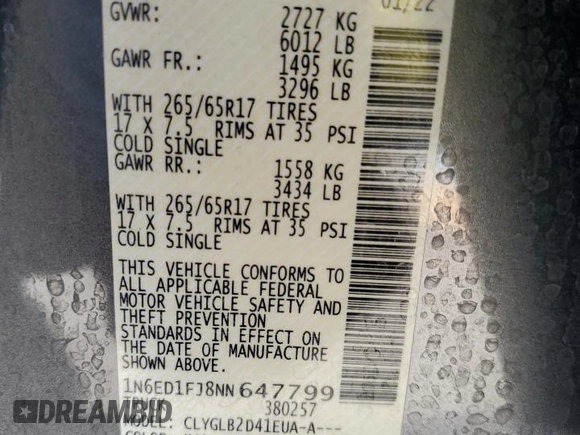 01/22
GVWR: 2727 KG
6012 LB
GAWR FR.: 1495 KG
3296 LB
WITH 265/65R17 TIRES
17 X 7.5 RIMS AT 35 PSI
COLD SINGLE
GAWR RR.: 1558 KG
3434 LB
WITH 265/65R17 TIRES
17 X 7.5 RIMS AT 35 PSI
COLD SINGLE
THIS VEHICLE CONFORMS TO
ALL APPLICABLE FEDERAL
MOTOR VEHICLE SAFETY AND
THEFT PREVENTION
STANDARDS IN EFFECT ON
THE DATE OF MANUFACTURE
SHOWN ABOVE.
1N6ED1FJ8NN647799
TRUCK 380257
MODEL: CLYGLB2D41EUA-A---
DREAMBID